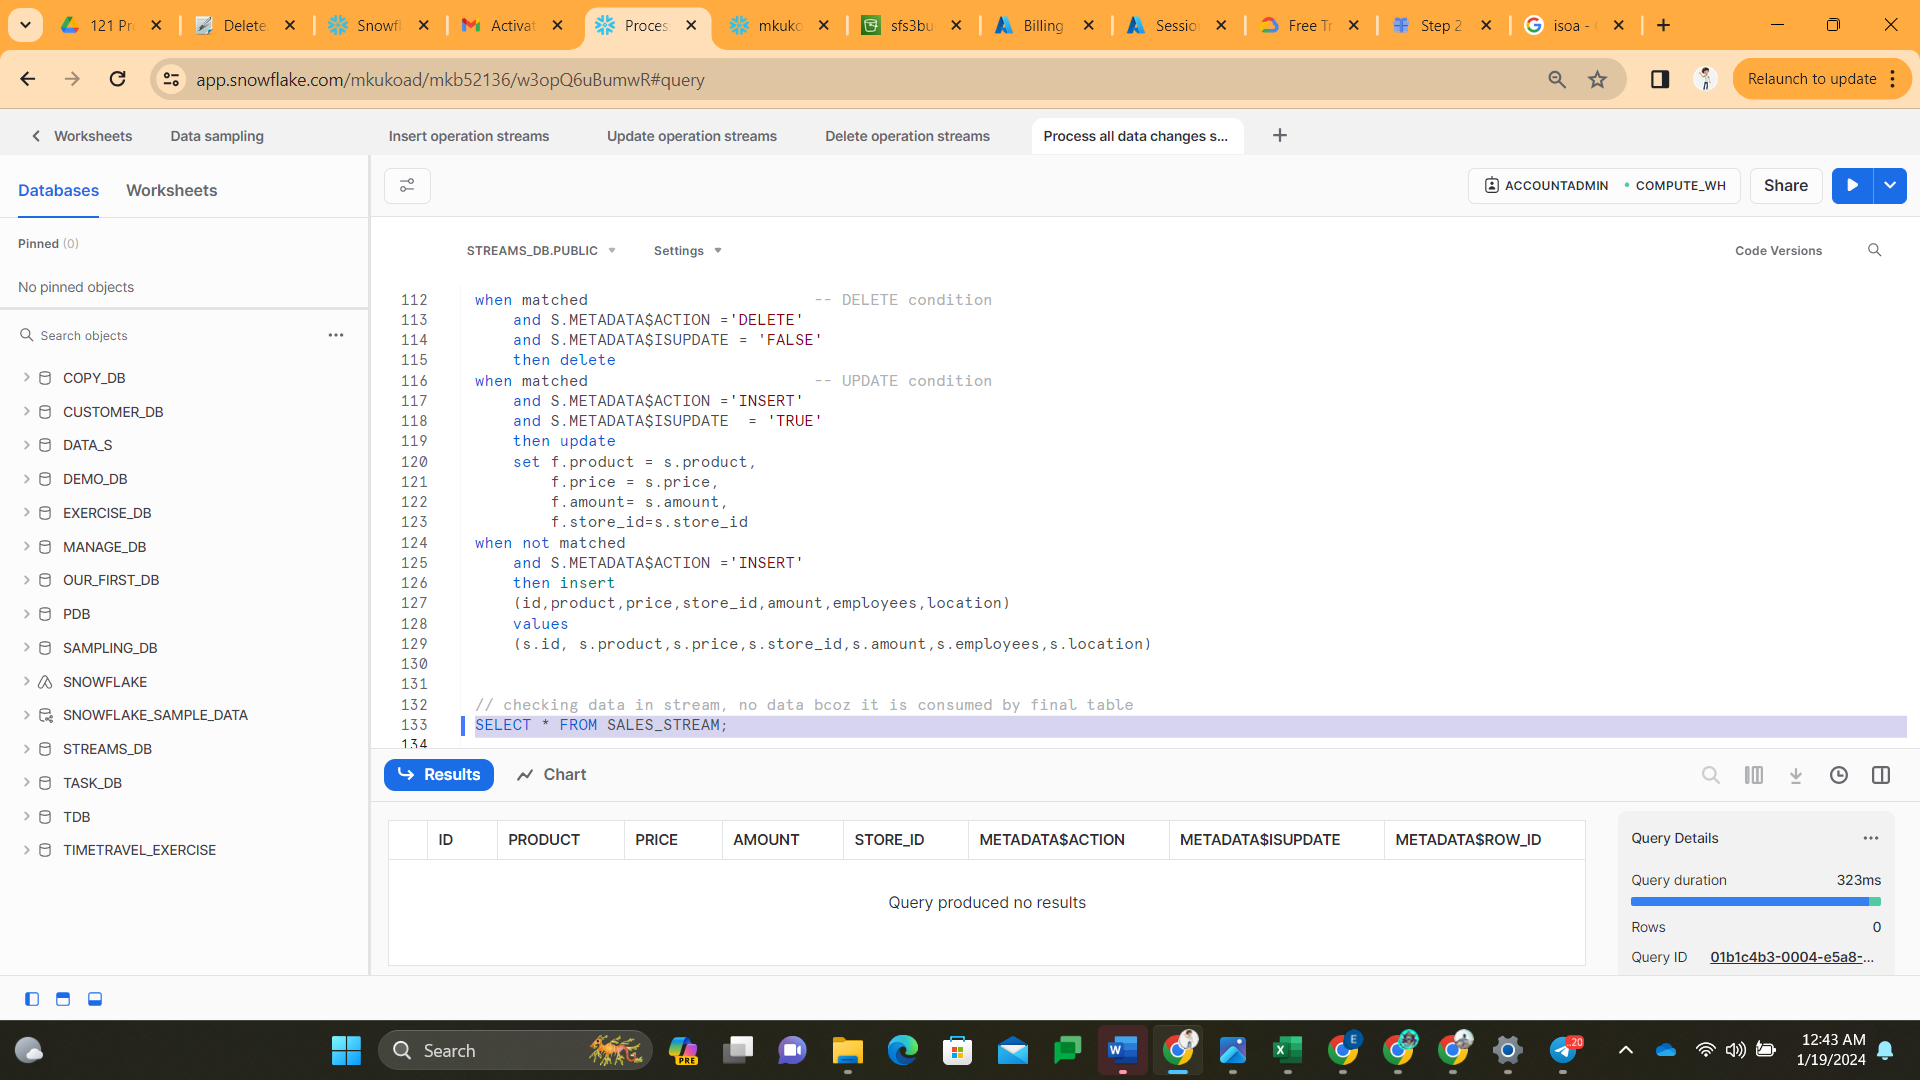 121 Pr
Delete
Snowfl
Activat
Proces
mkuko
sfs3bu
Billing
Sessio
Free Tr
Step 2
isoa -
app.snowflake.com/mkukoad/mkb52136/w3opQ6uBumwR#query
Relaunch to update
Worksheets
Data sampling
Insert operation streams
Update operation streams
Delete operation streams
Process all data changes s...
Databases
Worksheets
ACCOUNTADMIN
COMPUTE_WH
Share
Pinned (0)
No pinned objects
STREAMS_DB.PUBLIC
Settings
Code Versions
Search objects
COPY_DB
CUSTOMER_DB
DATA_S
DEMO_DB
EXERCISE_DB
MANAGE_DB
OUR_FIRST_DB
PDB
SAMPLING_DB
SNOWFLAKE
SNOWFLAKE_SAMPLE_DATA
STREAMS_DB
TASK_DB
TDB
TIMETRAVEL_EXERCISE
112 when matched -- DELETE condition
113 and S.METADATA$ACTION ='DELETE'
114 and S.METADATA$ISUPDATE = 'FALSE'
115 then delete
116 when matched -- UPDATE condition
117 and S.METADATA$ACTION ='INSERT'
118 and S.METADATA$ISUPDATE = 'TRUE'
119 then update
120 set f.product = s.product,
121 f.price = s.price,
122 f.amount= s.amount,
123 f.store_id=s.store_id
124 when not matched
125 and S.METADATA$ACTION ='INSERT'
126 then insert
127 (id,product,price,store_id,amount,employees,location)
128 values
129 (s.id, s.product,s.price,s.store_id,s.amount,s.employees,s.location)
130
131
132 // checking data in stream, no data bcoz it is consumed by final table
133 SELECT * FROM SALES_STREAM;
134
Results
Chart
ID PRODUCT PRICE AMOUNT STORE_ID METADATA$ACTION METADATA$ISUPDATE METADATA$ROW_ID
Query produced no results
Query Details
Query duration 323ms
Rows 0
Query ID 01b1c4b3-0004-e5a8-...
Search
PRE
E
20
12:43 AM
1/19/2024